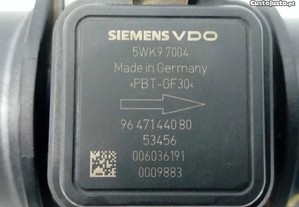 CustoJusto.pt
SIEMENS VDO
5WK9 7004
Made in Germany
>PBT-GF30<
96 471 440 80
53456
006036191
0009883